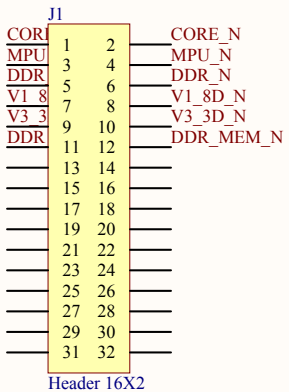 J1
1 2 CORE_N
MPU 3 4 MPU_N
DDR 5 6 DDR_N
V1_8 7 8 V1_8D_N
V3_3 9 10 V3_3D_N
DDR 11 12 DDR_MEM_N
13 14
15 16
17 18
19 20
21 22
23 24
25 26
27 28
29 30
31 32
Header 16X2